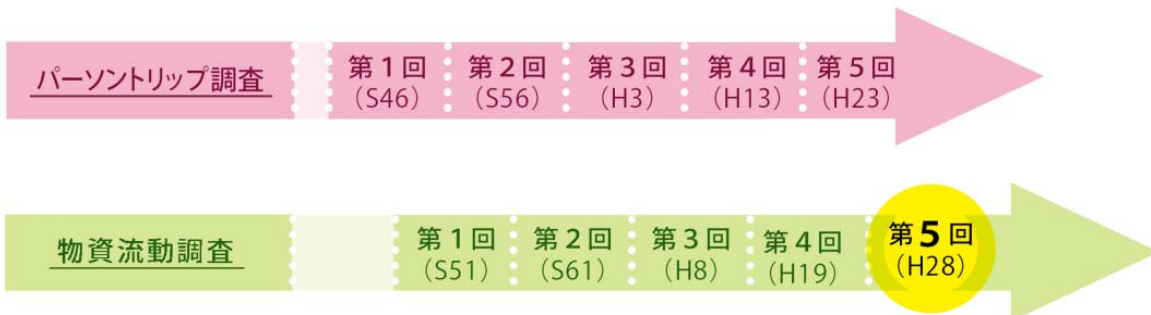 パーソントリップ調査
第1回 第2回 第3回 第4回 第5回
(S46) (S56) (H3) (H13) (H23)
物資流動調査
第1回 第2回 第3回 第4回 第5回
(S51) (S61) (H8) (H19) (H28)